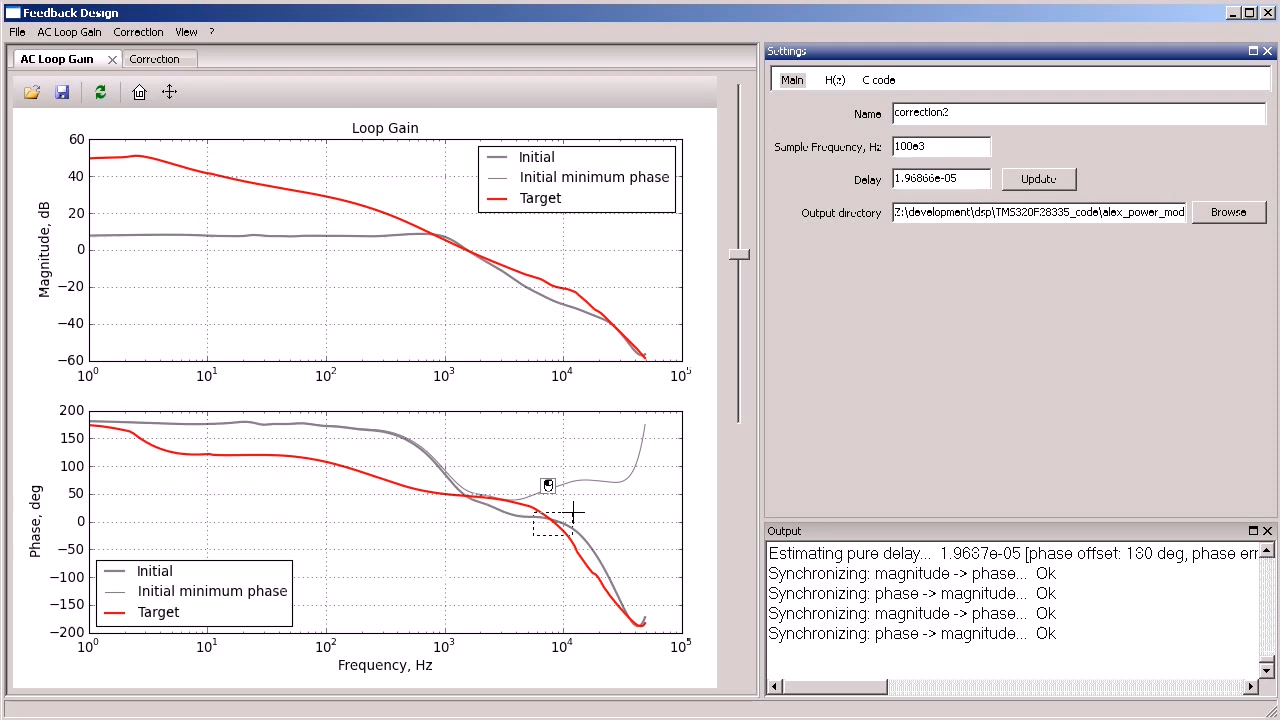 Feedback Design
File AC Loop Gain Correction View ?
AC Loop Gain Correction
Loop Gain
60
40
20
0
−20
−40
−60
Magnitude, dB
Initial
Initial minimum phase
Target
10^0 10^1 10^2 10^3 10^4 10^5
200
150
100
50
0
−50
−100
−150
−200
Phase, deg
Initial
Initial minimum phase
Target
10^0 10^1 10^2 10^3 10^4 10^5
Frequency, Hz
Settings
Main H(z) C code
Name correction2
Sample Frequency, Hz 100e3
Delay 1.96866e-05 Update
Output directory Z:\development\dsp\TMS320F28335_code\alex_power_mod Browse
Output
Estimating pure delay... 1.9687e-05 [phase offset: 180 deg, phase err
Synchronizing: magnitude -> phase... Ok
Synchronizing: phase -> magnitude... Ok
Synchronizing: magnitude -> phase... Ok
Synchronizing: phase -> magnitude... Ok